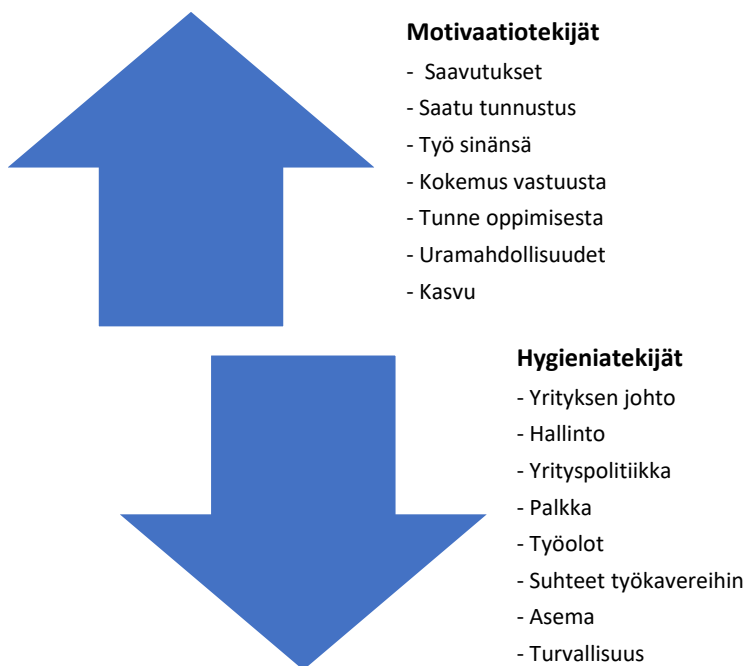 Motivaatiotekijät
- Saavutukset
- Saatu tunnustus
- Työ sinänsä
- Kokemus vastuusta
- Tunne oppimisesta
- Uramahdollisuudet
- Kasvu
Hygieniatekijät
- Yrityksen johto
- Hallinto
- Yrityspolitiikka
- Palkka
- Työolot
- Suhteet työkavereihin
- Asema
- Turvallisuus